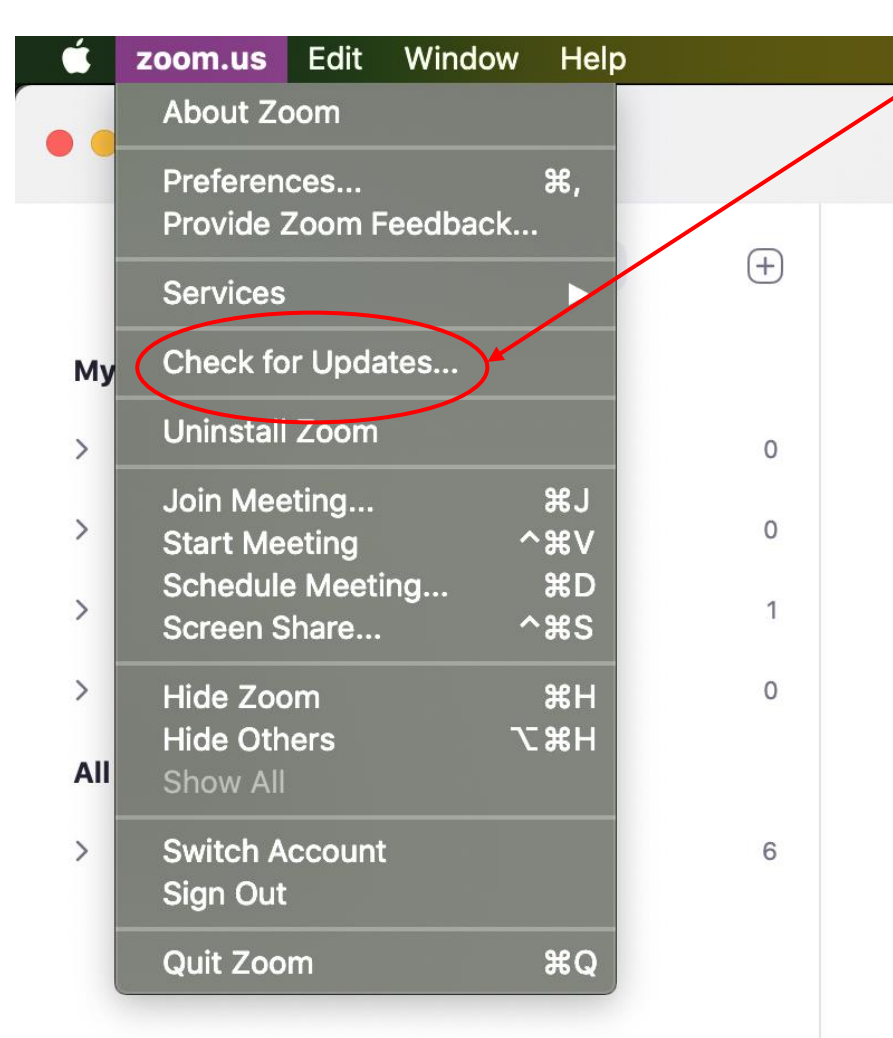 zoom.us Edit Window Help
About Zoom
Preferences... ⌘,
Provide Zoom Feedback...
Services ▶
My
Check for Updates...
Uninstall Zoom
0
Join Meeting... ⌘J
Start Meeting ^⌘V
0
Schedule Meeting... ⌘D
Screen Share... ^⌘S
1
Hide Zoom ⌘H
0
Hide Others ⌥⌘H
All
Show All
Switch Account
6
Sign Out
Quit Zoom ⌘Q